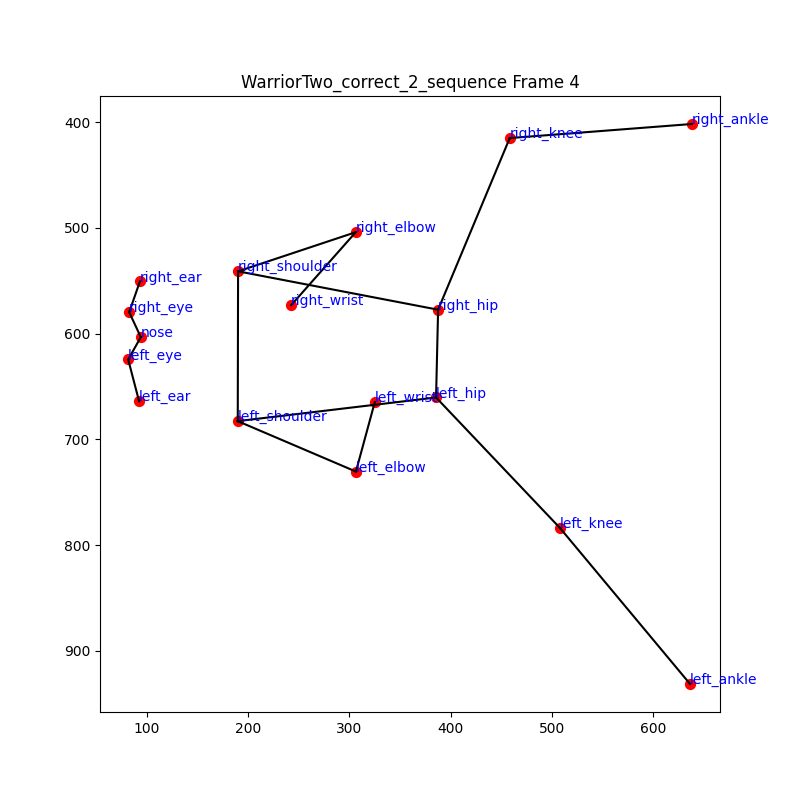 WarriorTwo_correct_2_sequence Frame 4
400
right_ankle
right_knee
500
right_elbow
right_shoulder
right_ear
right_wrist
right_hip
right_eye
600
nose
left_eye
left_ear
left_wrist
left_hip
left_shoulder
700
left_elbow
left_knee
800
900
left_ankle
100
200
300
400
500
600